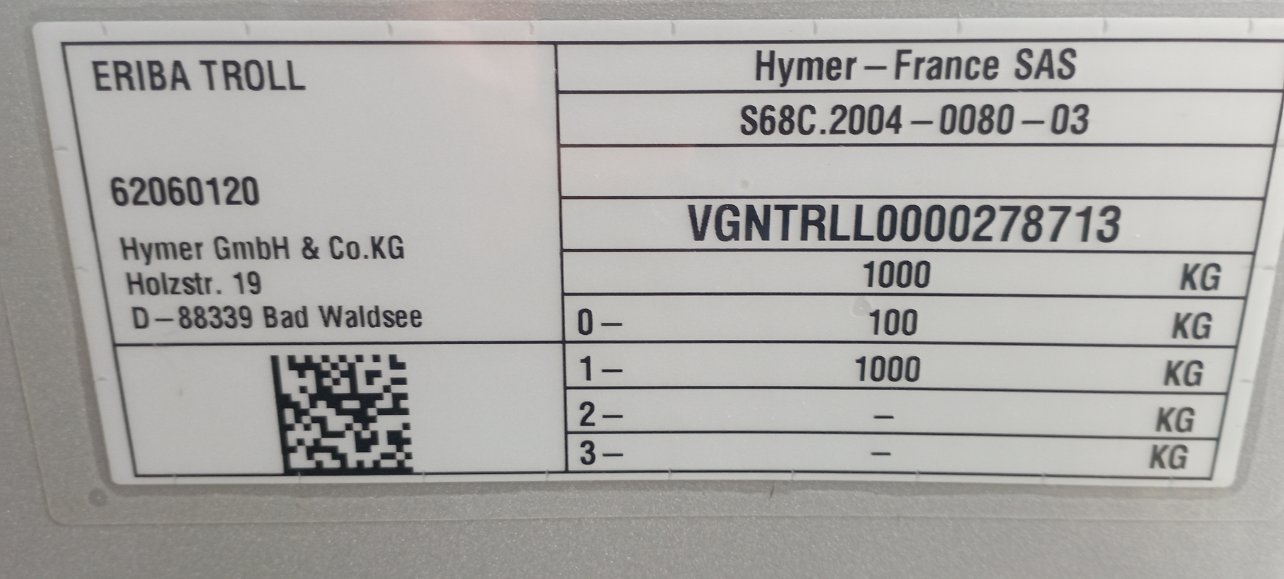 ERIBA TROLL
62060120
Hymer GmbH & Co.KG
Holzstr. 19
D-88339 Bad Waldsee
Hymer-France SAS
S68C.2004-0080-03
VGNTRLL0000278713
1000 KG
0- 100 KG
1- 1000 KG
2- - KG
3- - KG